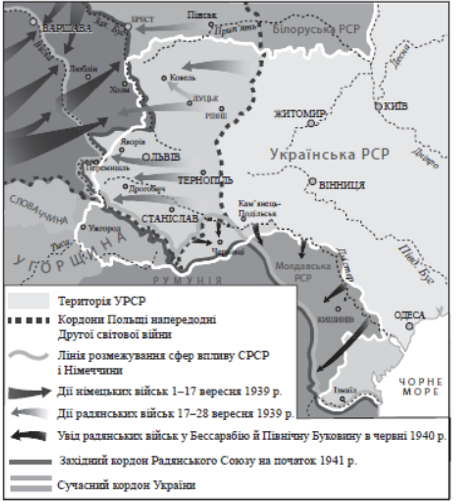 Пінськ
БРЕСТ
Білоруська РСР
ВАРШАВА
Зах. Буг
Прип'ять
Вісла
Десна
Люблін
Ковель
Холм
ЛУЦЬК
КИЇВ
РІВНЕ
ЖИТОМИР
Яворів
ОЛЬВІВ
Українська РСР
Дніпро
Перемишль
ТЕРНОПІЛЬ
ВІННИЦЯ
Дрогобич
СЛОВАЧЧИНА
СТАНІСЛАВ
Кам'янець-
Подільськ
Ужгород
Тиса
Чернівці
УГОРЩИНА
Півд. Буг
Дністер
Молдавська
РСР
РУМУНІЯ
КИШИНІВ
ОДЕСА
Ізмаїл
ЧОРНЕ
МОРЕ
Територія УРСР
Кордони Польщі напередодні
Другої світової війни
Лінія розмежування сфер впливу СРСР
і Німеччини
Дії німецьких військ 1–17 вересня 1939 р.
Дії радянських військ 17–28 вересня 1939 р.
Увід радянських військ у Бессарабію й Північну Буковину в червні 1940 р.
Західний кордон Радянського Союзу на початок 1941 р.
Сучасний кордон України